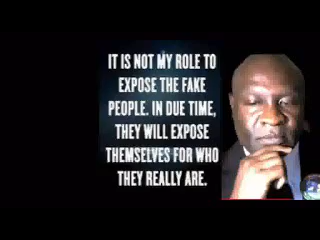 IT IS NOT MY ROLE TO
EXPOSE THE FAKE
PEOPLE. IN DUE TIME,
THEY WILL EXPOSE
THEMSELVES FOR WHO
THEY REALLY ARE.